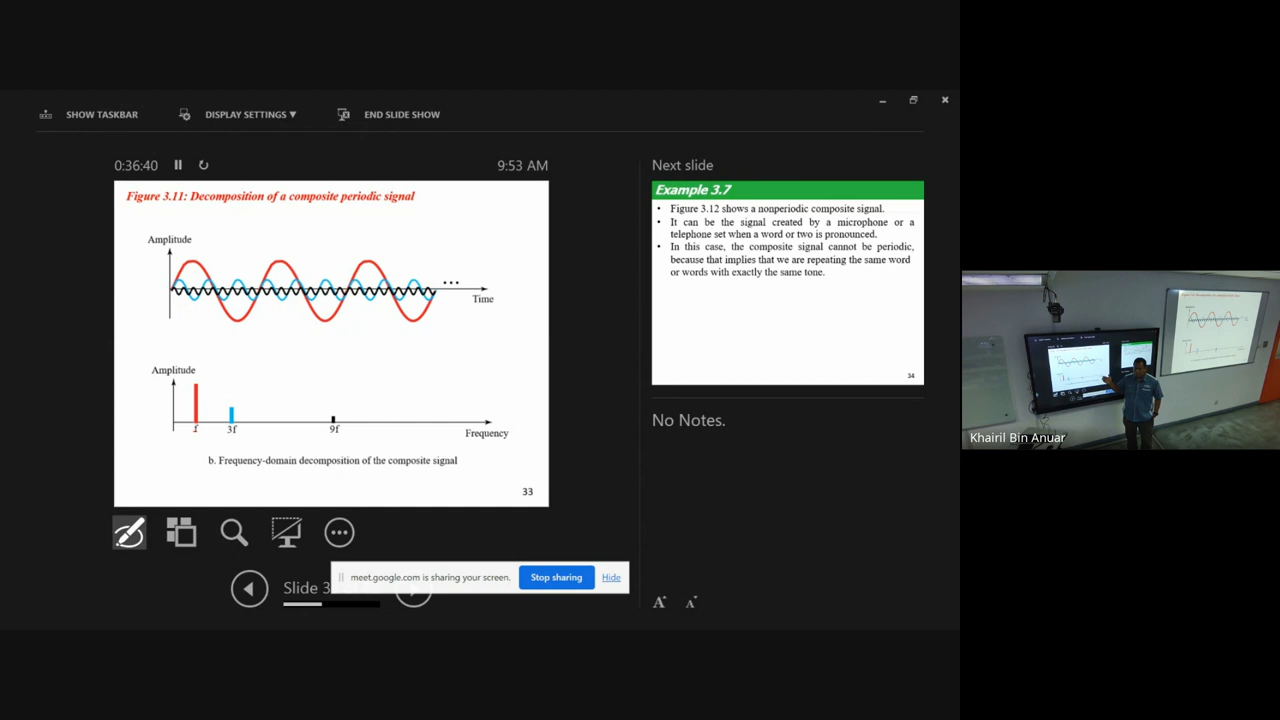 SHOW TASKBAR
DISPLAY SETTINGS ▼
END SLIDE SHOW
0:36:40
9:53 AM
Figure 3.11: Decomposition of a composite periodic signal
Amplitude
...
Time
Amplitude
f
3f
9f
Frequency
b. Frequency-domain decomposition of the composite signal
33
Slide 3
meet.google.com is sharing your screen.
Stop sharing
Hide
Next slide
Example 3.7
• Figure 3.12 shows a nonperiodic composite signal.
• It can be the signal created by a microphone or a
telephone set when a word or two is pronounced.
• In this case, the composite signal cannot be periodic,
because that implies that we are repeating the same word
or words with exactly the same tone.
34
No Notes.
A A
Khairil Bin Anuar